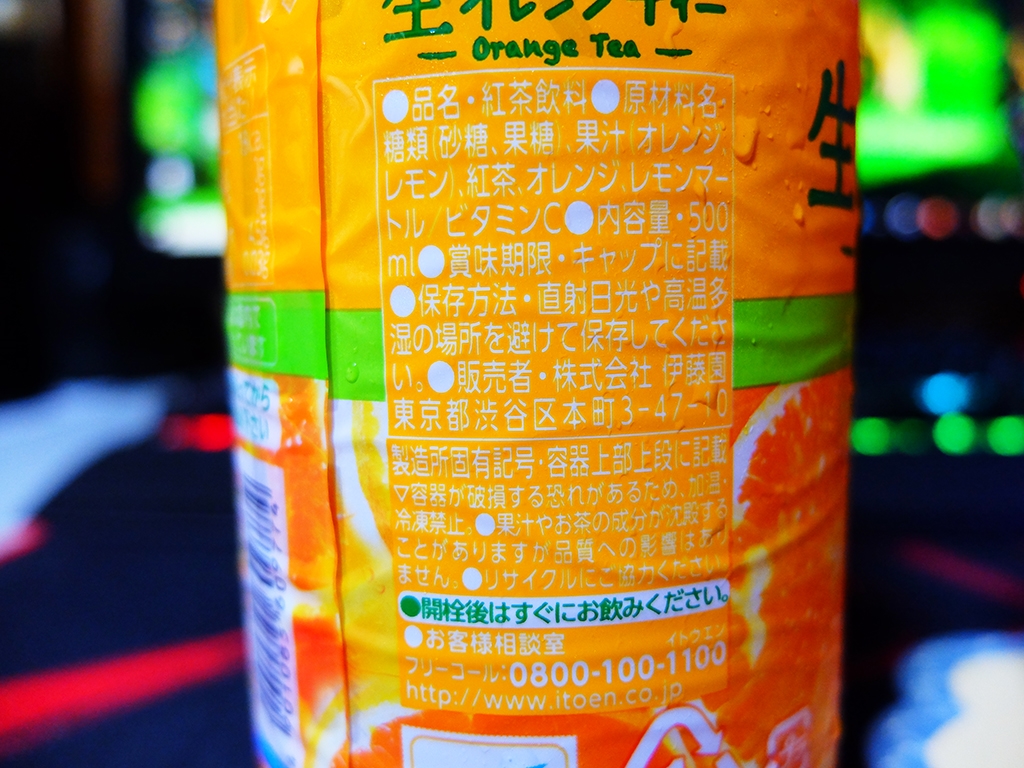 生オレンジティー
Orange Tea
●品名・紅茶飲料●原材料名・
糖類(砂糖、果糖)、果汁(オレンジ、
レモン)、紅茶、オレンジ、レモンマー
トル/ビタミンC●内容量・500
ml●賞味期限・キャップに記載
●保存方法・直射日光や高温多
湿の場所を避けて保存してくださ
い。●販売者・株式会社 伊藤園
東京都渋谷区本町3-47-10
製造所固有記号・容器上部上段に記載
▽容器が破損する恐れがあるため、加温・
冷凍禁止。●果汁やお茶の成分が沈殿する
ことがありますが品質への影響はあり
ません。●リサイクルにご協力ください。
●開栓後はすぐにお飲みください。
●お客様相談室
イトウエン
フリーコール:0800-100-1100
http://www.itoen.co.jp
生